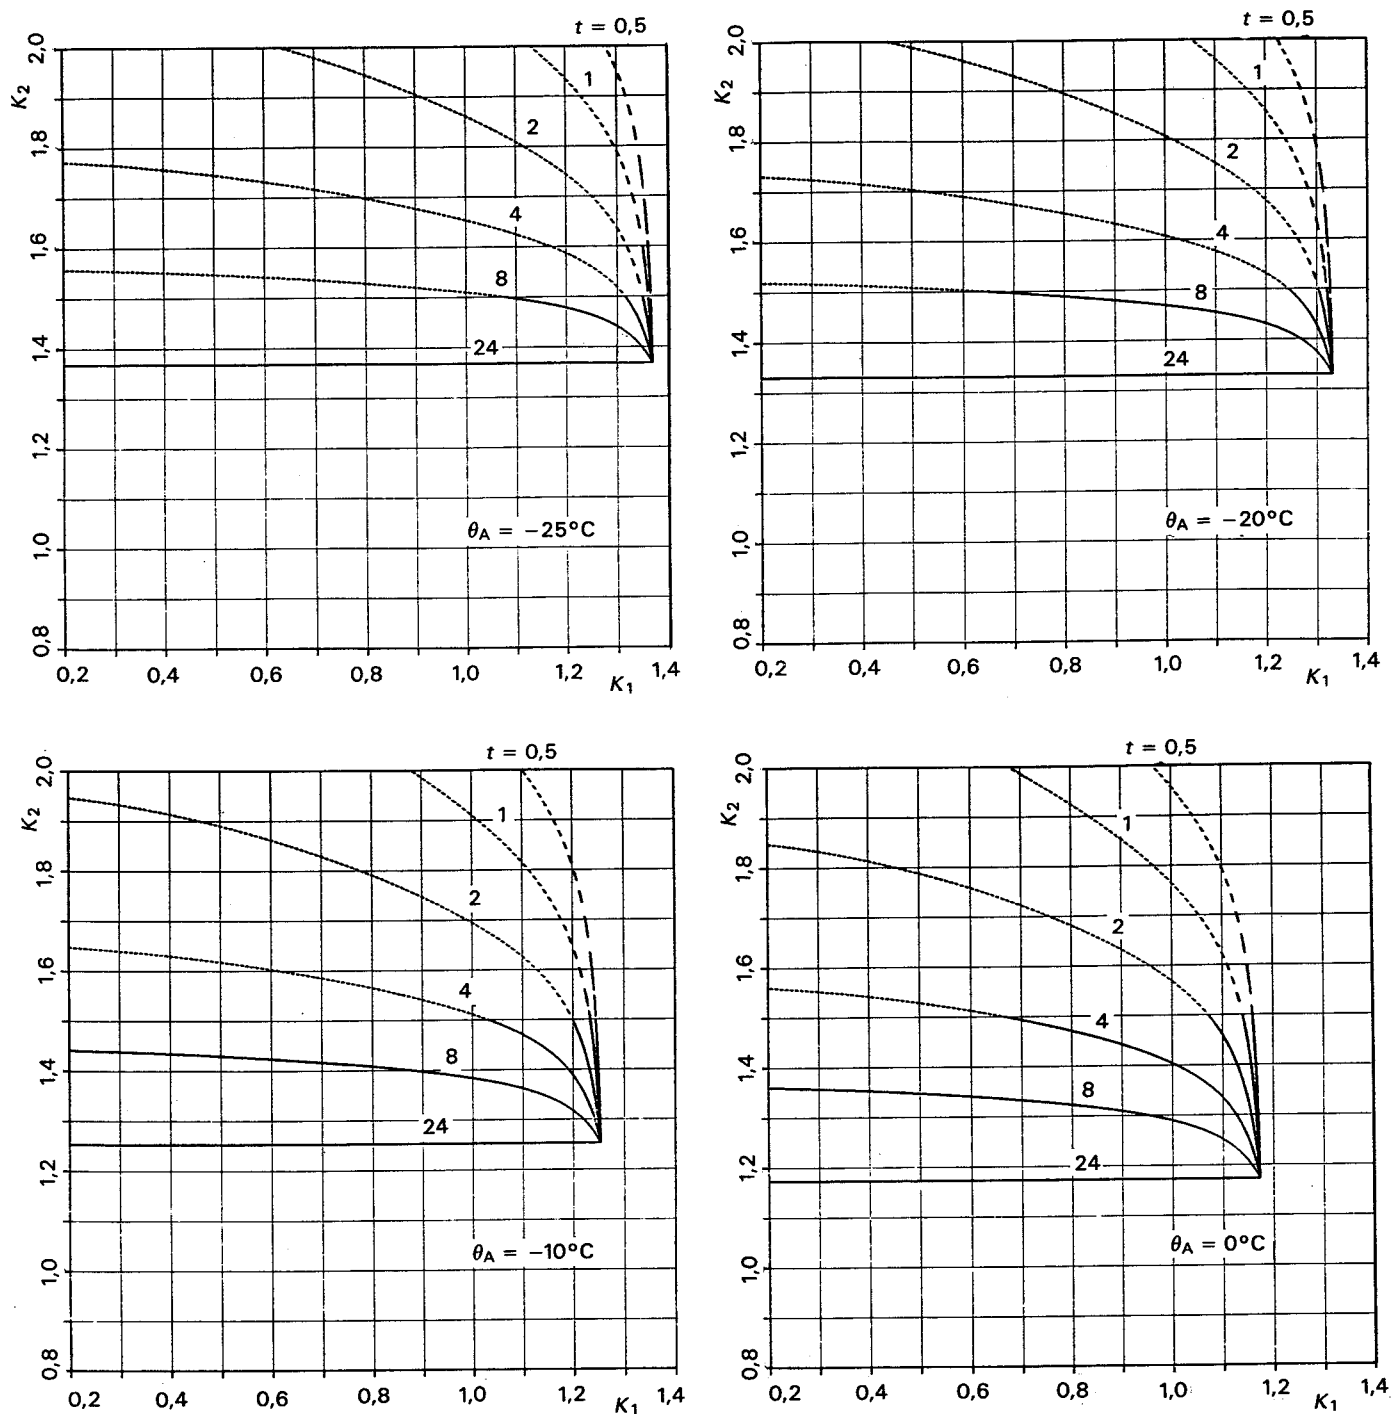 t = 0,5
K2
2,0
1,8
1,6
1,4
1,2
1,0
0,8
1
2
4
8
24
θA = −25°C
0,2 0,4 0,6 0,8 1,0 1,2 1,4
K1
t = 0,5
K2
2,0
1,8
1,6
1,4
1,2
1,0
0,8
1
2
4
8
24
θA = −20°C
0,2 0,4 0,6 0,8 1,0 1,2 1,4
K1
t = 0,5
K2
2,0
1,8
1,6
1,4
1,2
1,0
0,8
1
2
4
8
24
θA = −10°C
0,2 0,4 0,6 0,8 1,0 1,2 1,4
K1
t = 0,5
K2
2,0
1,8
1,6
1,4
1,2
1,0
0,8
1
2
4
8
24
θA = 0°C
0,2 0,4 0,6 0,8 1,0 1,2 1,4
K1